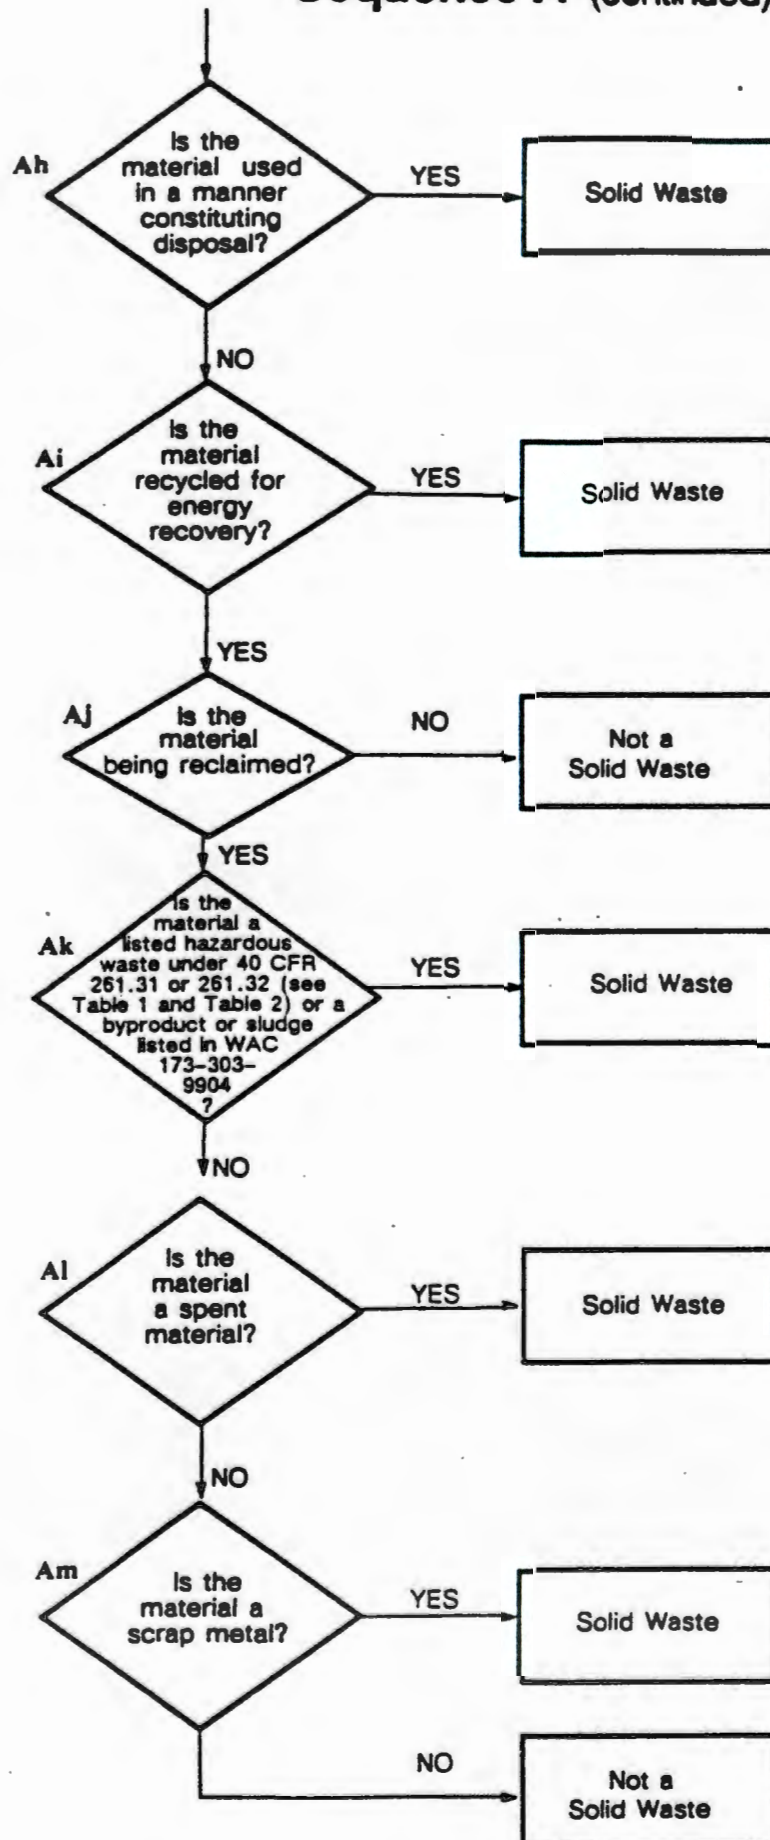 (continued)
Ah
Is the
material used
in a manner
constituting
disposal?
YES
Solid Waste
NO
Ai
Is the
material
recycled for
energy
recovery?
YES
Solid Waste
YES
Aj
Is the
material
being reclaimed?
NO
Not a
Solid Waste
YES
Ak
Is the
material a
listed hazardous
waste under 40 CFR
261.31 or 261.32 (see
Table 1 and Table 2) or a
byproduct or sludge
listed in WAC
173-303-
9904
?
YES
Solid Waste
NO
Al
Is the
material
a spent
material?
YES
Solid Waste
NO
Am
Is the
material a
scrap metal?
YES
Solid Waste
NO
Not a
Solid Waste